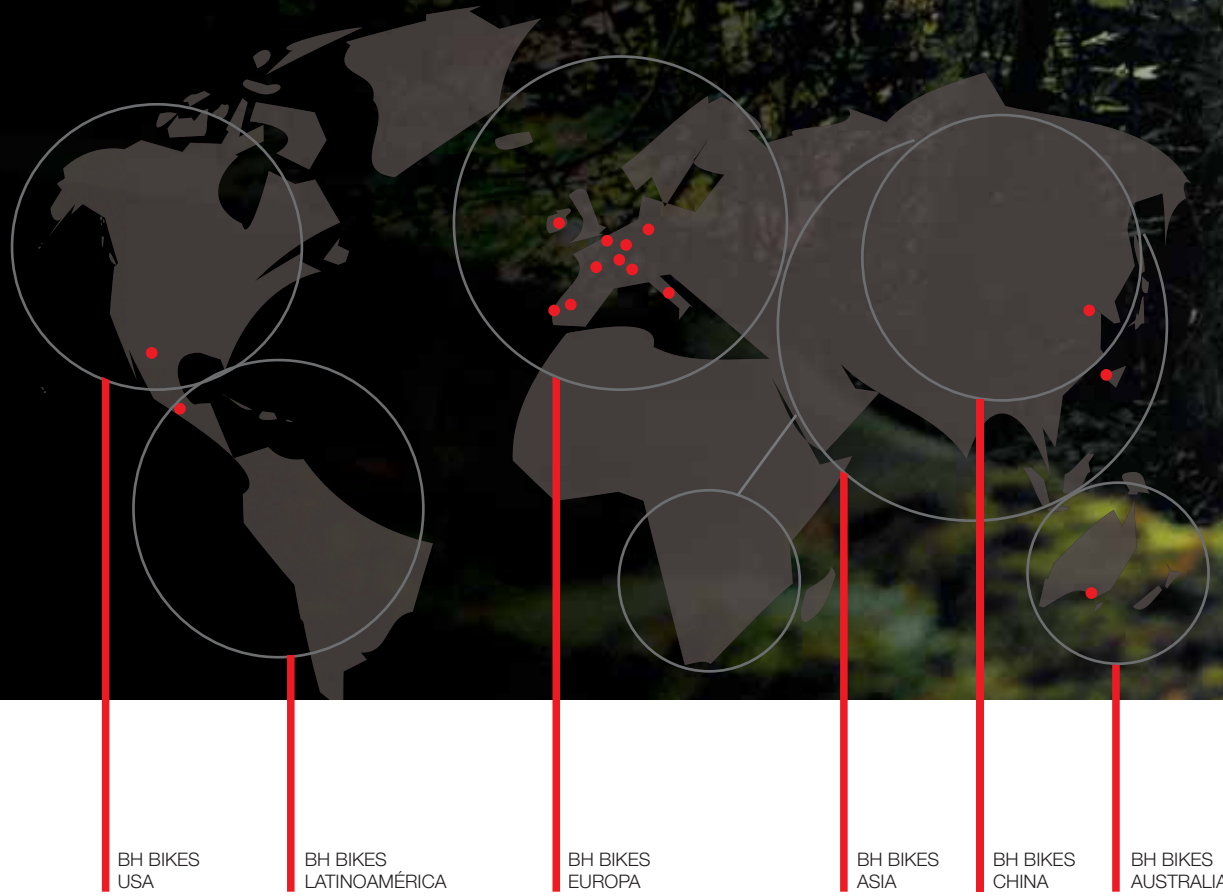 BH BIKES
USA
BH BIKES
LATINOAMÉRICA
BH BIKES
EUROPA
BH BIKES
ASIA
BH BIKES
CHINA
BH BIKES
AUSTRALIA